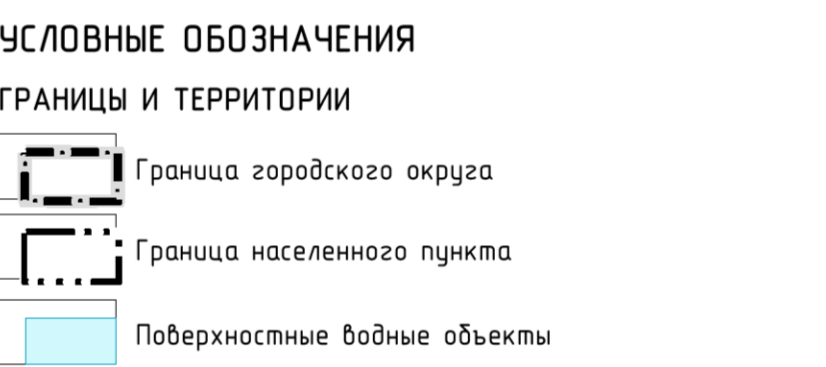 УСЛОВНЫЕ ОБОЗНАЧЕНИЯ
ГРАНИЦЫ И ТЕРРИТОРИИ
Граница городского округа
Граница населенного пункта
Поверхностные водные объекты